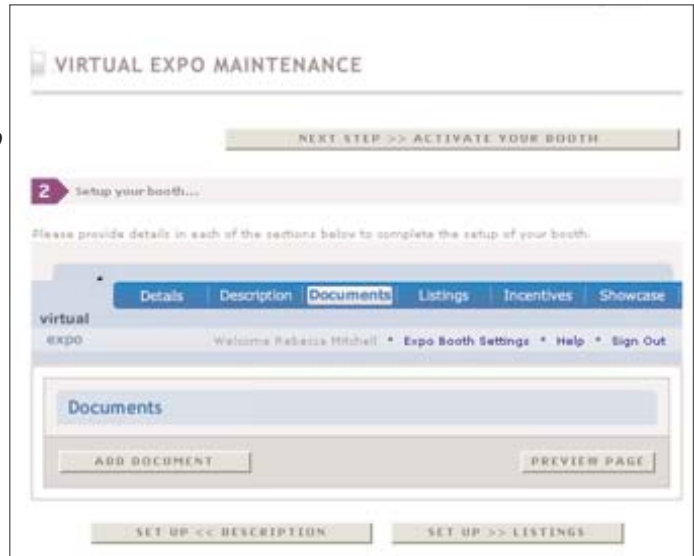 VIRTUAL EXPO MAINTENANCE
NEXT STEP >> ACTIVATE YOUR BOOTH
2 Setup your booth...
Please provide details in each of the sections below to complete the setup of your booth.
Details Description Documents Listings Incentives Showcase
virtual
expo
Welcome Rebecca Mitchell • Expo Booth Settings • Help • Sign Out
Documents
ADD DOCUMENT PREVIEW PAGE
SET UP << DESCRIPTION SET UP >> LISTINGS